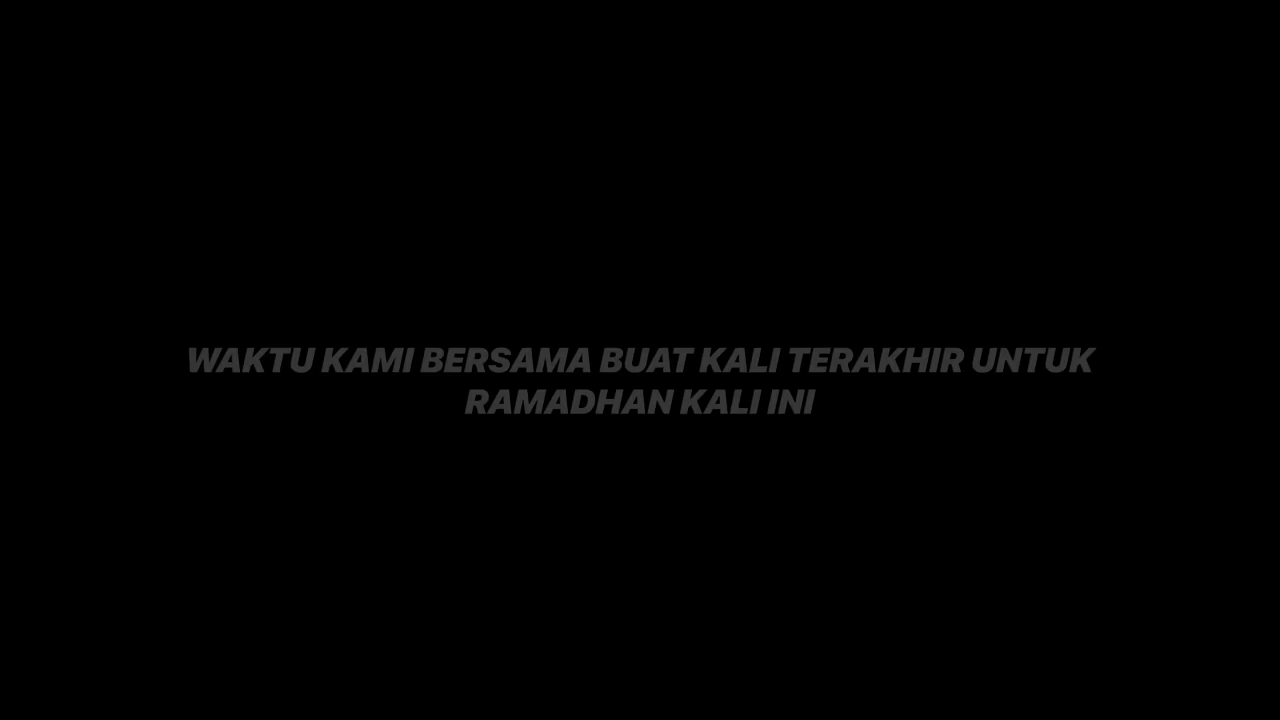 WAKTU KAMI BERSAMA BUAT KALI TERAKHIR UNTUK
RAMADHAN KALI INI